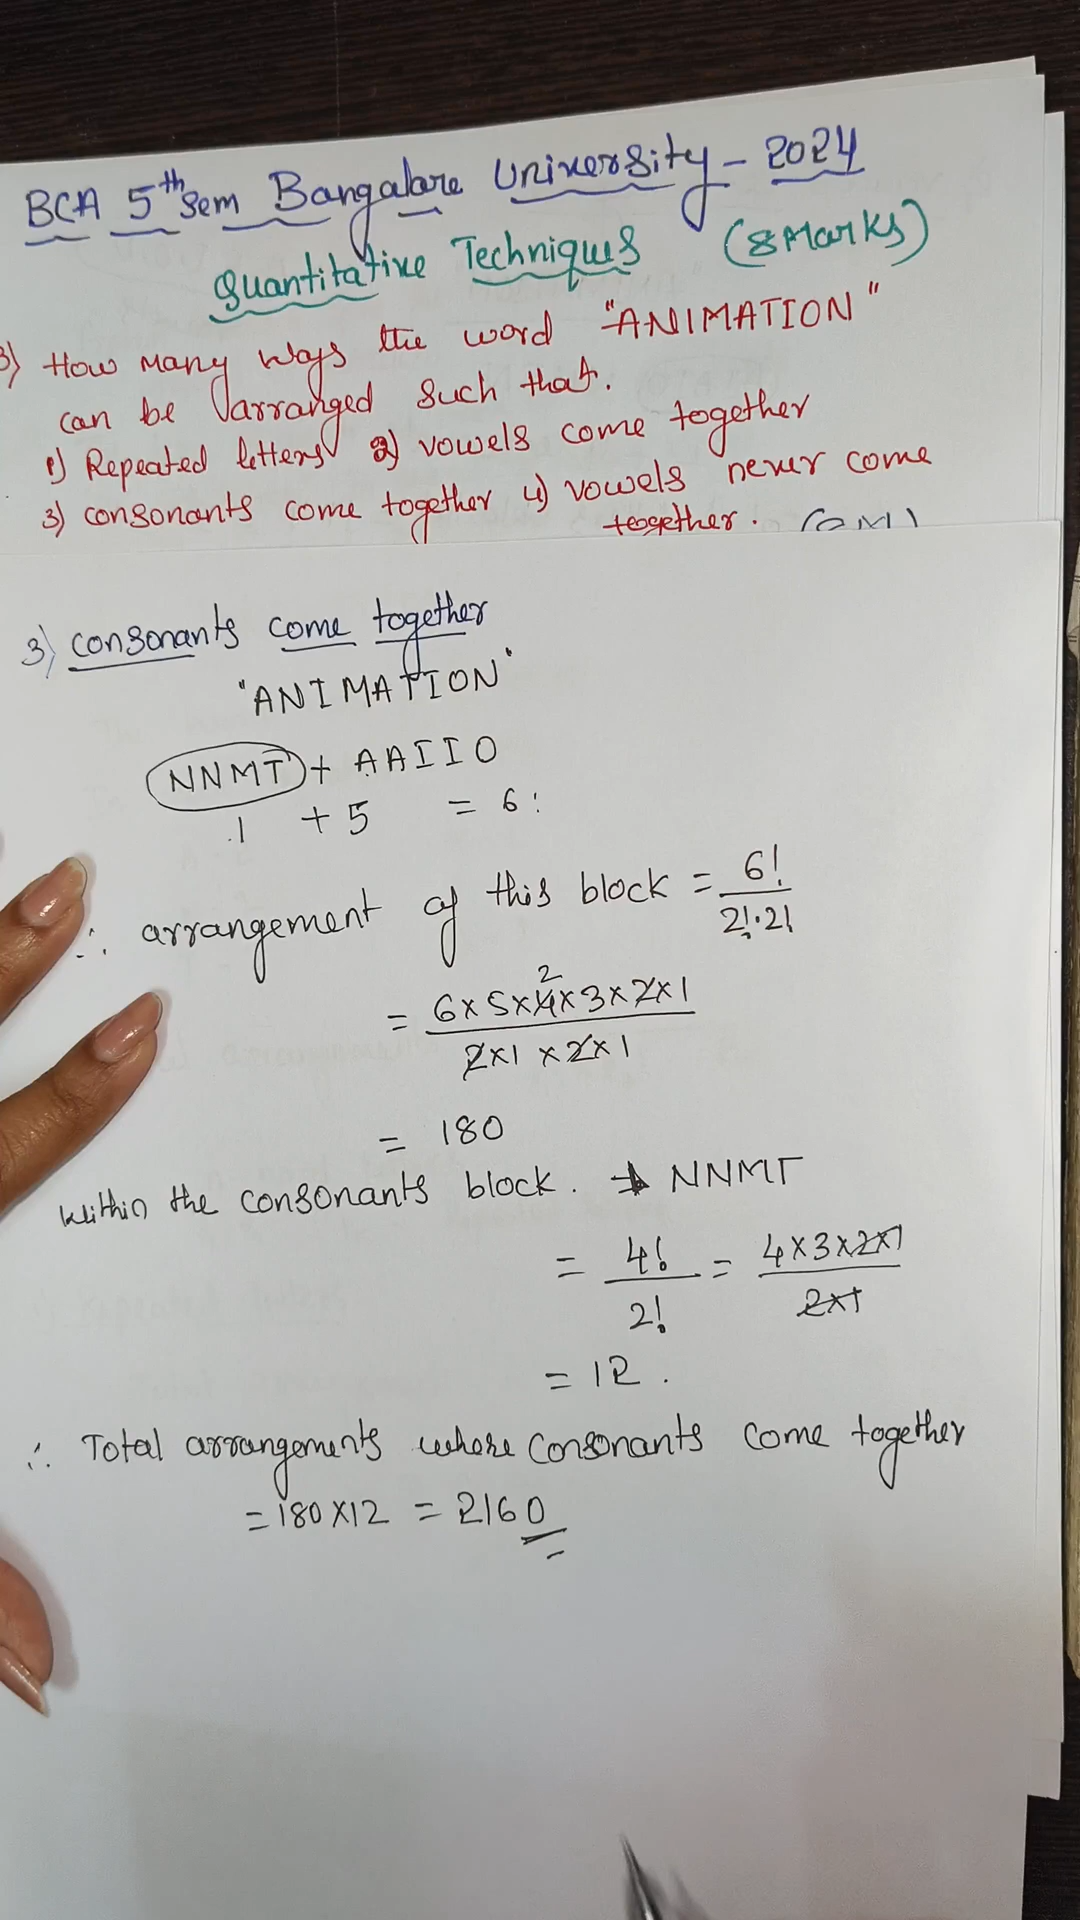 BCA 5th Sem Bangalore University - 2024
Quantitative Techniques (8 Marks)
3) How many ways the word "ANIMATION"
can be arranged such that.
1) Repeated letters 2) vowels come together
3) consonants come together 4) vowels never come
together.
3) consonants come together
"ANIMATION"
NNMT + AAIIO
1 + 5 = 6!
∴ arrangement of this block = 6!/2!·2!
= 6×5×4×3×2×1 / 2×1×2×1
2
= 180
Within the consonants block. → NNMT
= 4!/2! = 4×3×2×1 / 2×1
= 12.
∴ Total arrangements where consonants come together
= 180×12 = 2160